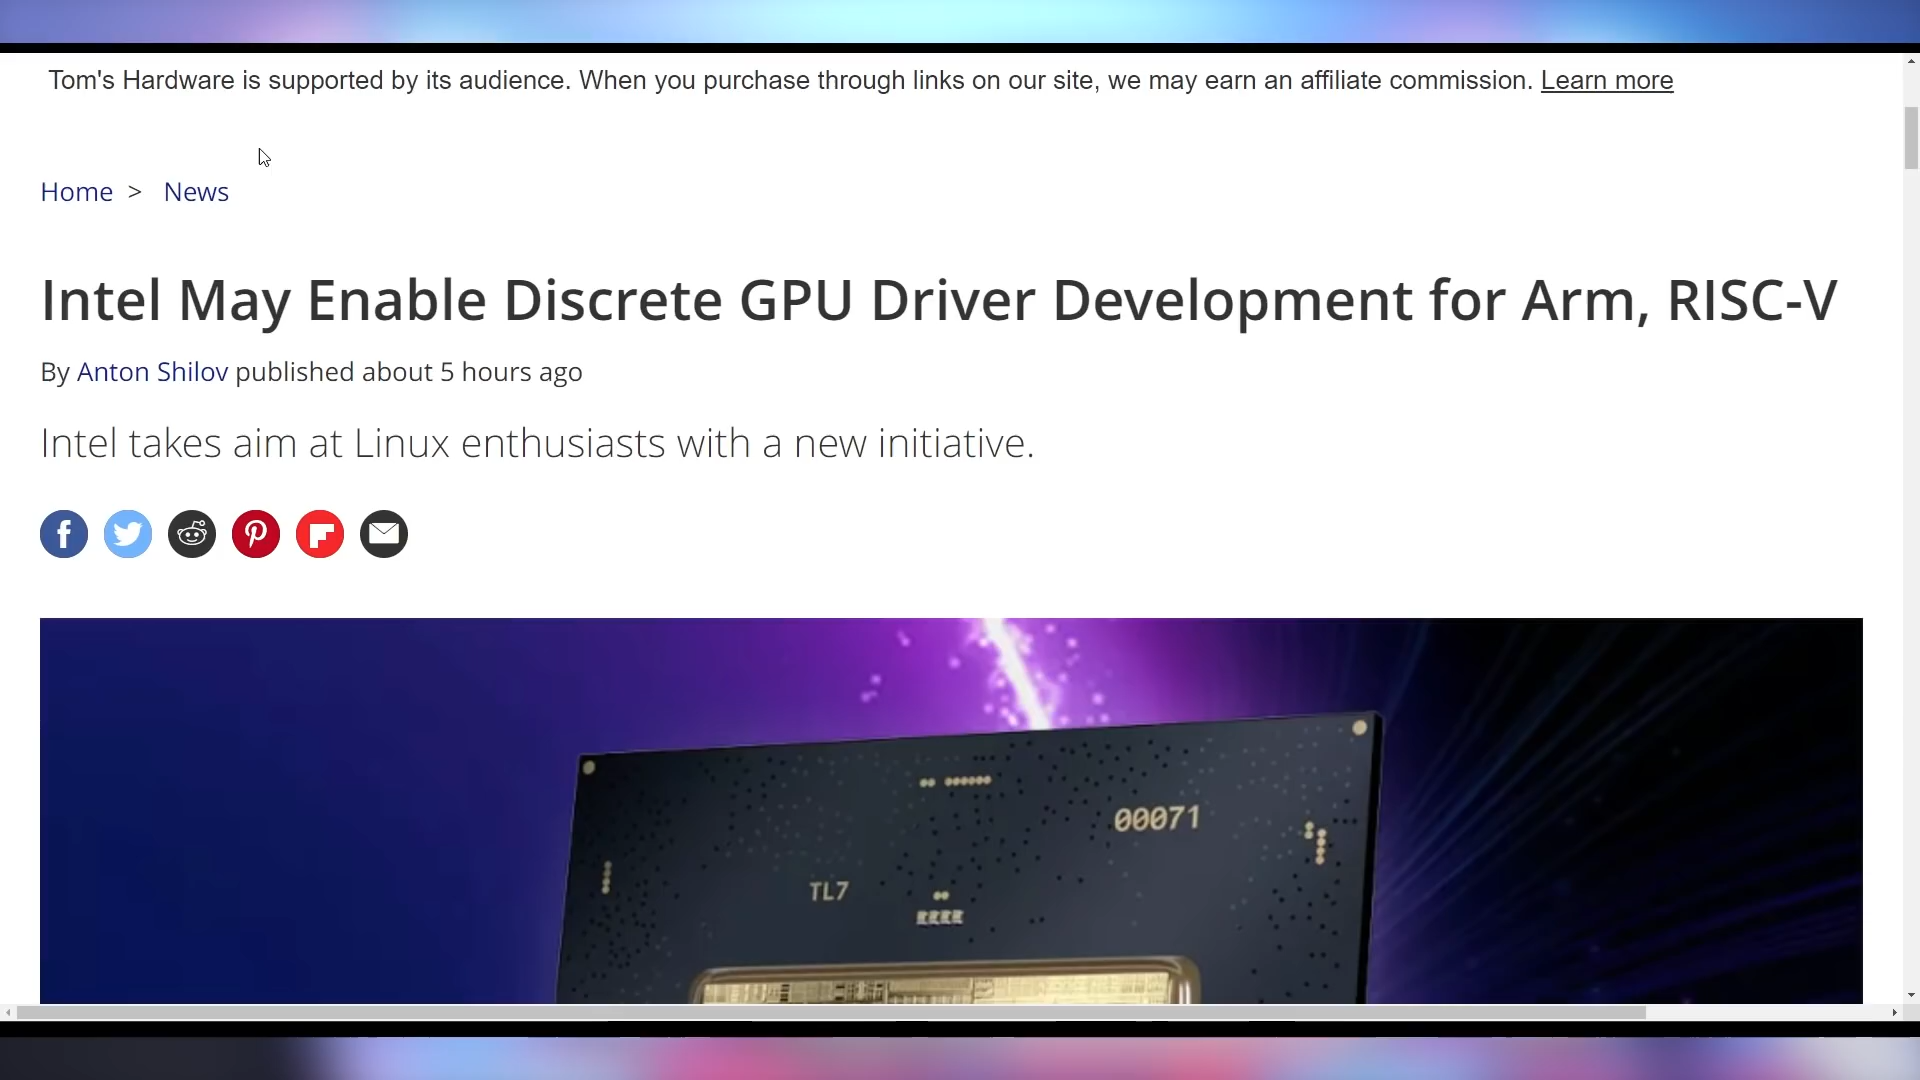 Tom's Hardware is supported by its audience. When you purchase through links on our site, we may earn an affiliate commission. Learn more
Home > News
Intel May Enable Discrete GPU Driver Development for Arm, RISC-V
By Anton Shilov published about 5 hours ago
Intel takes aim at Linux enthusiasts with a new initiative.
00071
TL7